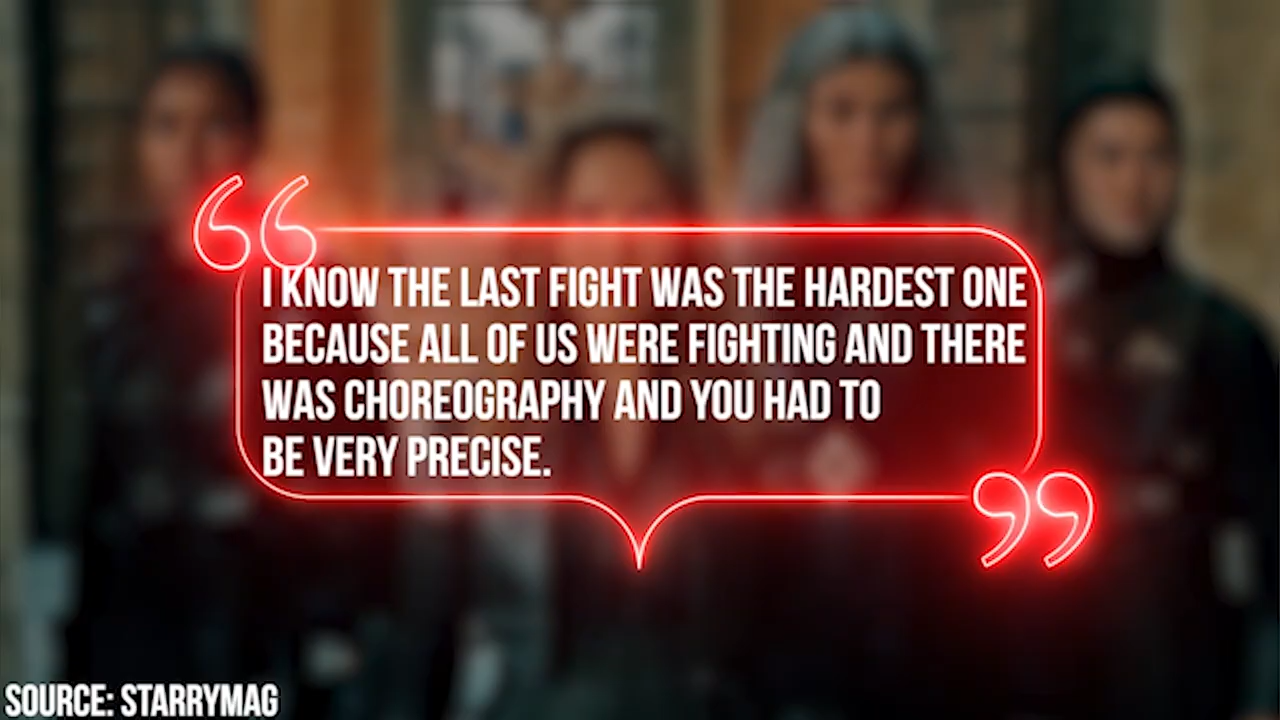 I KNOW THE LAST FIGHT WAS THE HARDEST ONE
BECAUSE ALL OF US WERE FIGHTING AND THERE
WAS CHOREOGRAPHY AND YOU HAD TO
BE VERY PRECISE.
SOURCE: STARRYMAG